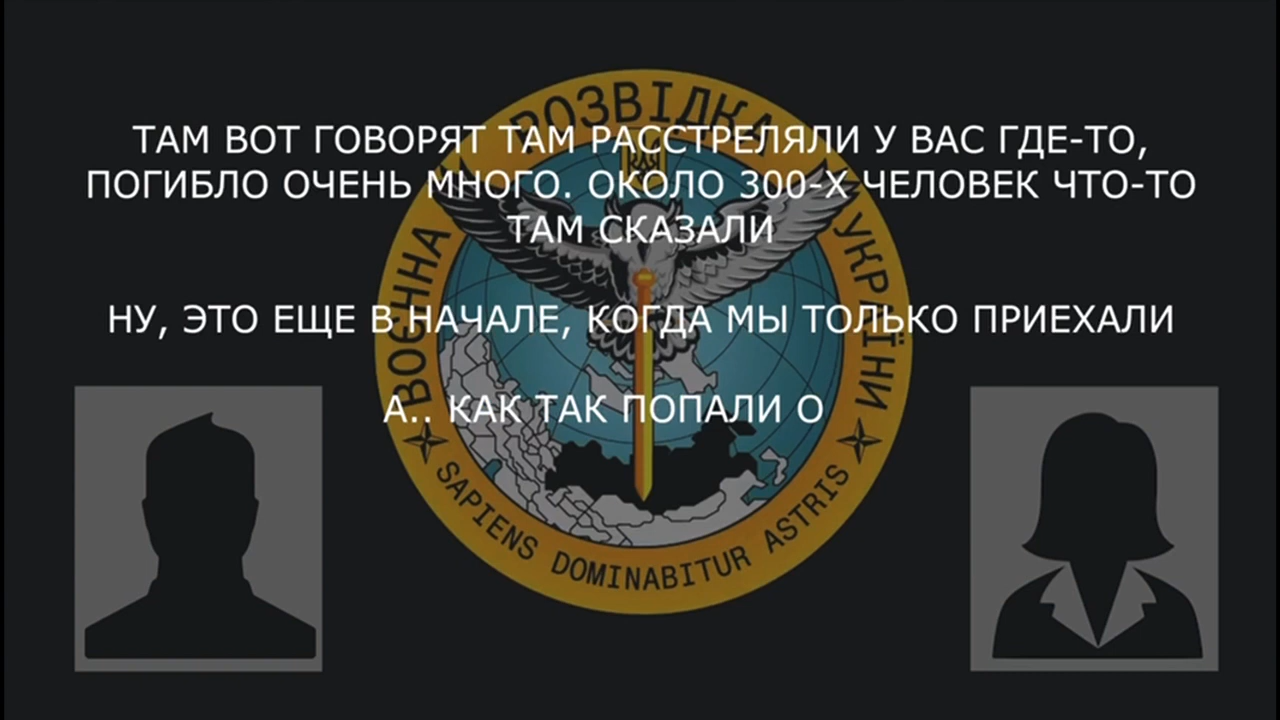 ВОЄННА РОЗВІДКА УКРАЇНИ
ТАМ ВОТ ГОВОРЯТ ТАМ РАССТРЕЛЯЛИ У ВАС ГДЕ-ТО,
ПОГИБЛО ОЧЕНЬ МНОГО. ОКОЛО 300-Х ЧЕЛОВЕК ЧТО-ТО
ТАМ СКАЗАЛИ
НУ, ЭТО ЕЩЕ В НАЧАЛЕ, КОГДА МЫ ТОЛЬКО ПРИЕХАЛИ
А.. КАК ТАК ПОПАЛИ О
SAPIENS DOMINABITUR ASTRIS